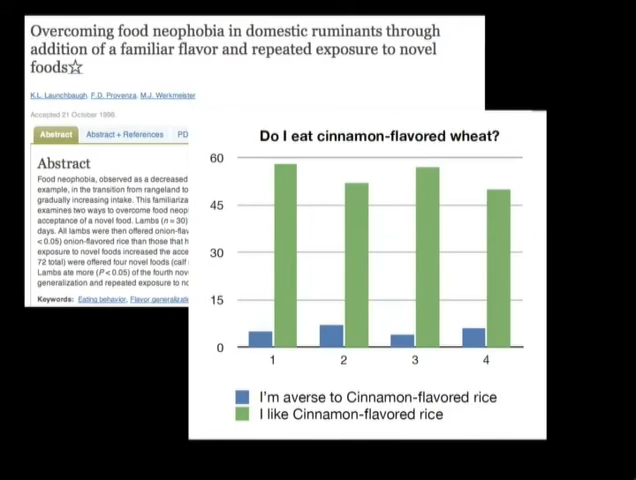 Overcoming food neophobia in domestic ruminants through
addition of a familiar flavor and repeated exposure to novel
foods☆
K.L. Launchbaugh, F.D. Provenza, M.J. Werkmeister
Accepted 21 October 1996.
Abstract
Abstract + References
PD
Abstract
Food neophobia, observed as a decreased
example, in the transition from rangeland to
gradually increasing intake. This familiariza
examines two ways to overcome food neop
acceptance of a novel food. Lambs (n = 30)
days. All lambs were then offered onion-flav
< 0.05) onion-flavored rice than those that h
exposure to novel foods increased the acce
72 total) were offered four novel foods (calf
Lambs ate more (P < 0.05) of the fourth nov
generalization and repeated exposure to nc
Keywords: Eating behavior, Flavor generalizati
Do I eat cinnamon-flavored wheat?
60
45
30
15
0
1 2 3 4
I'm averse to Cinnamon-flavored rice
I like Cinnamon-flavored rice